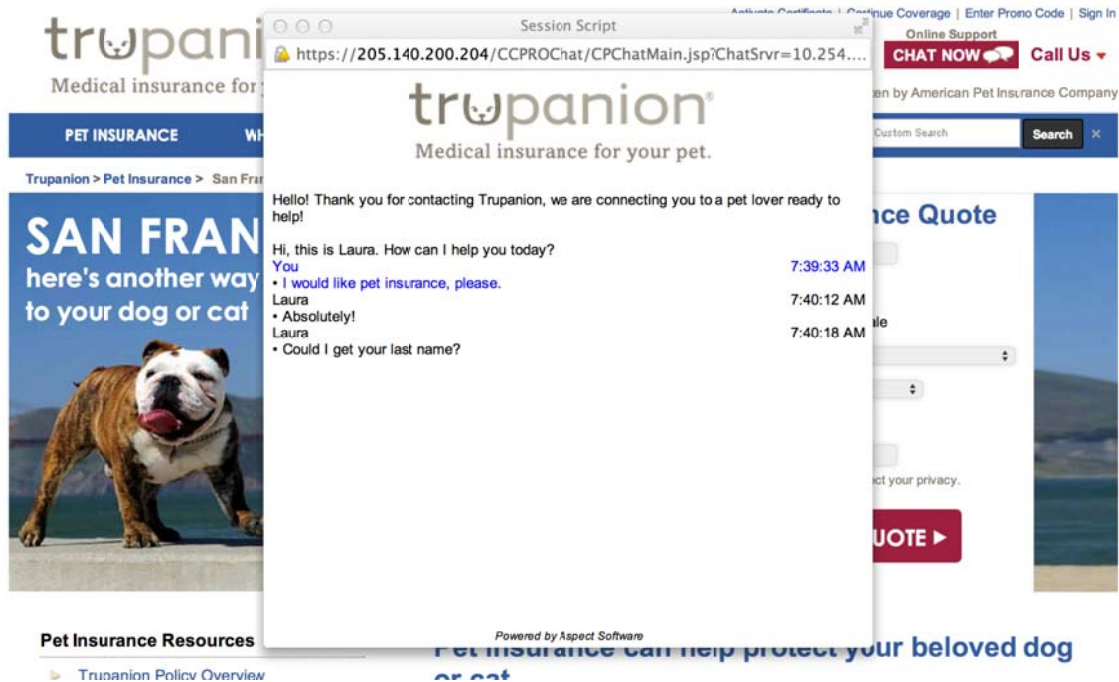 Activate Certificate | Continue Coverage | Enter Promo Code | Sign In
Online Support
CHAT NOW
Call Us
trupani
Medical insurance for
ten by American Pet Insurance Company
PET INSURANCE
WH
Custom Search
Search
×
Trupanion > Pet Insurance > San Fran
SAN FRAN
here's another way
to your dog or cat
nce Quote
ale
ct your privacy.
UOTE
Session Script
https://205.140.200.204/CCPROChat/CPChatMain.jsp?ChatSrvr=10.254....
trupanion®
Medical insurance for your pet.
Hello! Thank you for contacting Trupanion, we are connecting you to a pet lover ready to
help!
Hi, this is Laura. How can I help you today?
You 7:39:33 AM
• I would like pet insurance, please.
Laura 7:40:12 AM
• Absolutely!
Laura 7:40:18 AM
• Could I get your last name?
Powered by Aspect Software
Pet Insurance Resources
Trupanion Policy Overview
Pet insurance can help protect your beloved dog
or cat